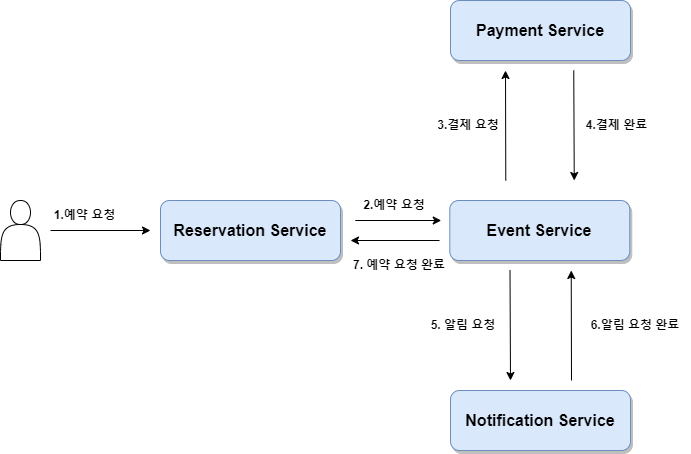 Payment Service
3.결제 요청
4.결제 완료
1.예약 요청
2.예약 요청
Reservation Service
Event Service
7. 예약 요청 완료
5. 알림 요청
6.알림 요청 완료
Notification Service